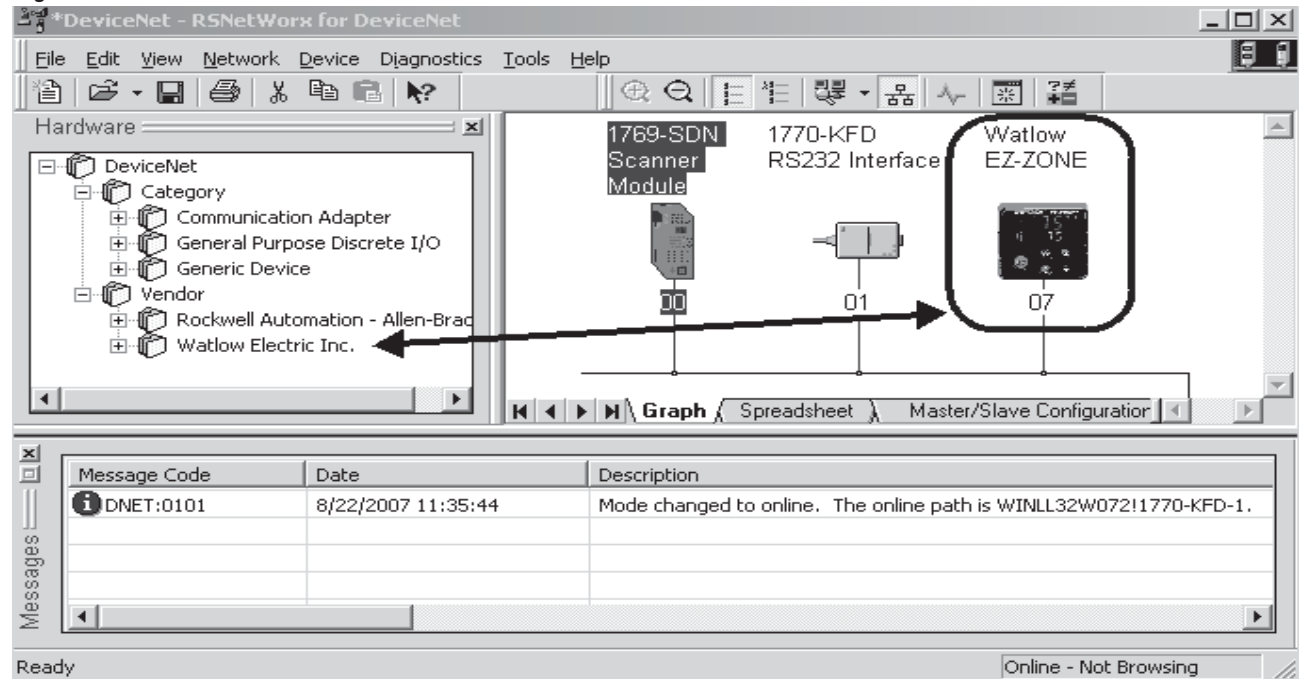 *DeviceNet - RSNetWorx for DeviceNet
File Edit View Network Device Diagnostics Tools Help
Hardware
DeviceNet
Category
Communication Adapter
General Purpose Discrete I/O
Generic Device
Vendor
Rockwell Automation - Allen-Brad
Watlow Electric Inc.
1769-SDN
Scanner
Module
00
1770-KFD
RS232 Interface
01
Watlow
EZ-ZONE
07
Graph Spreadsheet Master/Slave Configuration
Messages
Message Code Date Description
DNET:0101 8/22/2007 11:35:44 Mode changed to online. The online path is WINLL32W072!1770-KFD-1.
Ready Online - Not Browsing